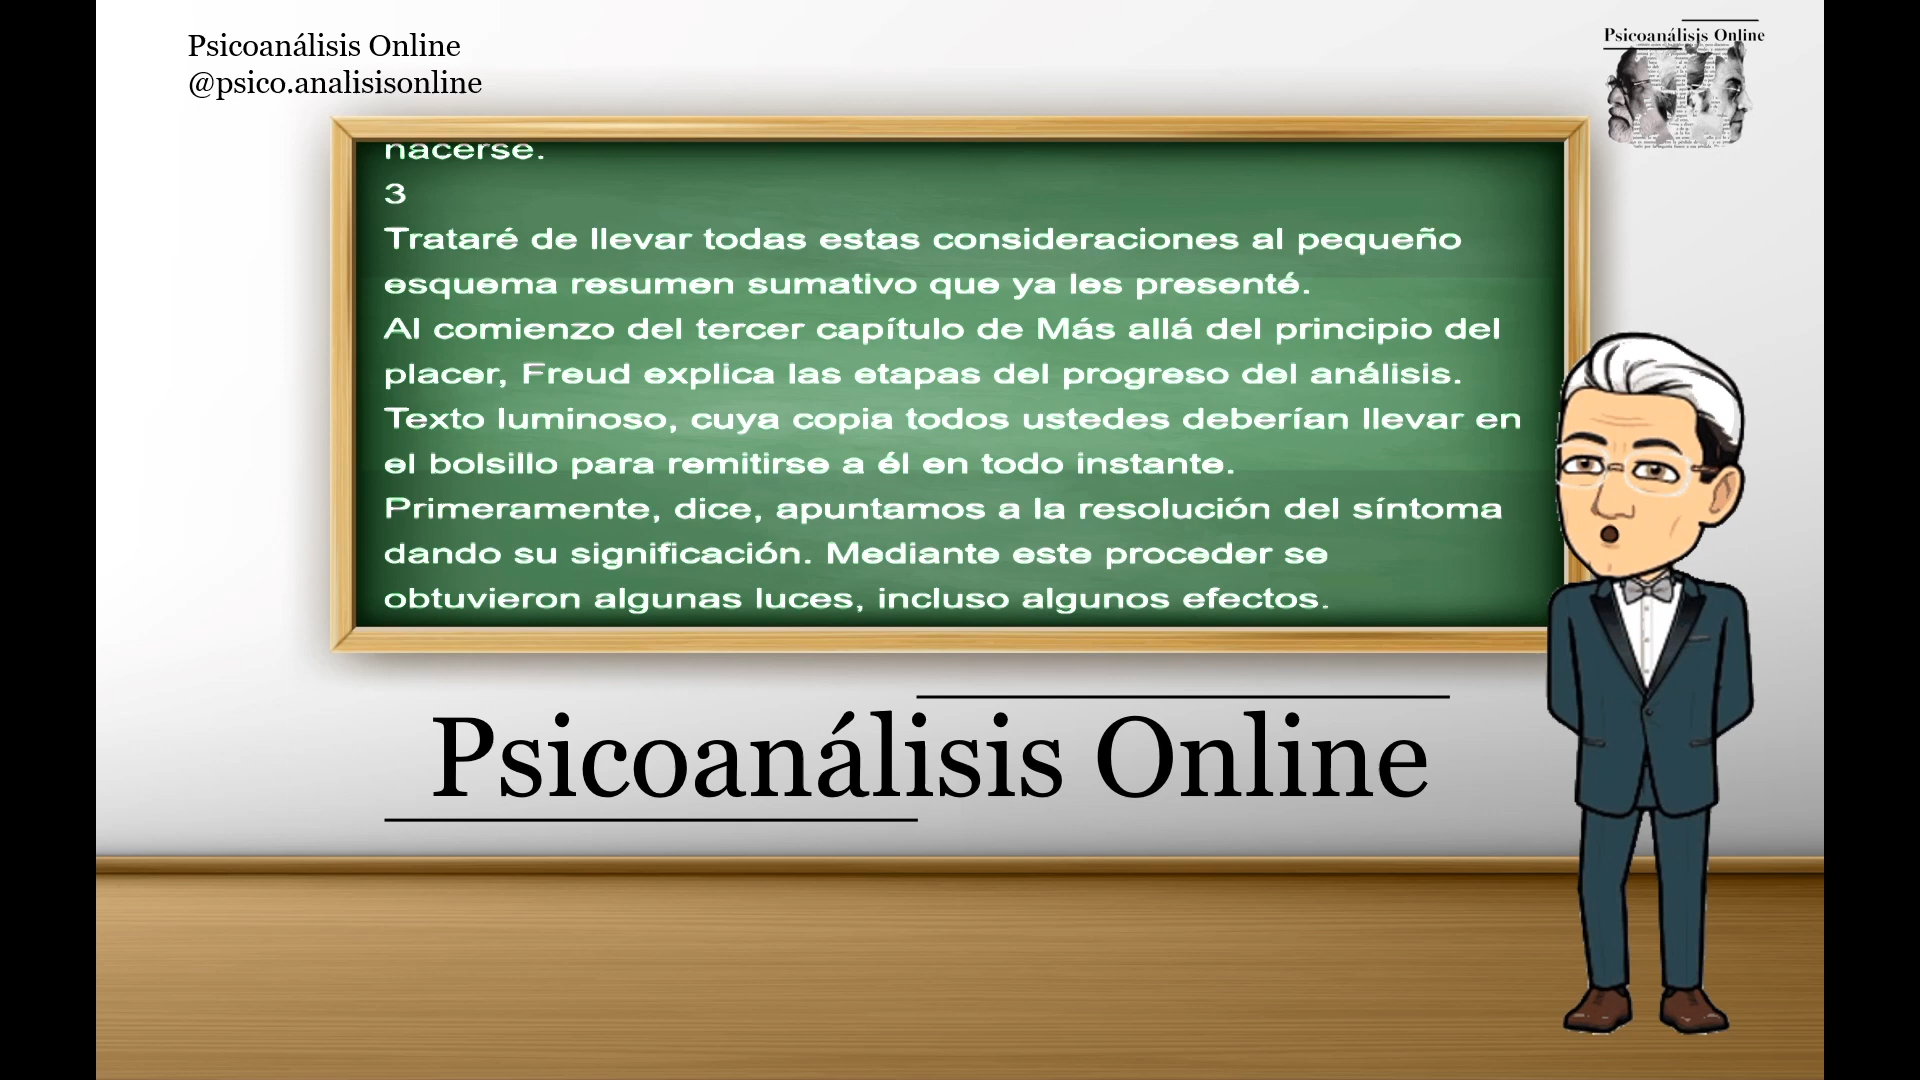 Psicoanálisis Online
@psico.analisisonline
Psicoanálisis Online
hacerse.
3
Trataré de llevar todas estas consideraciones al pequeño
esquema resumen sumativo que ya les presenté.
Al comienzo del tercer capítulo de Más allá del principio del
placer, Freud explica las etapas del progreso del análisis.
Texto luminoso, cuya copia todos ustedes deberían llevar en
el bolsillo para remitirse a él en todo instante.
Primeramente, dice, apuntamos a la resolución del síntoma
dando su significación. Mediante este proceder se
obtuvieron algunas luces, incluso algunos efectos.
Psicoanálisis Online